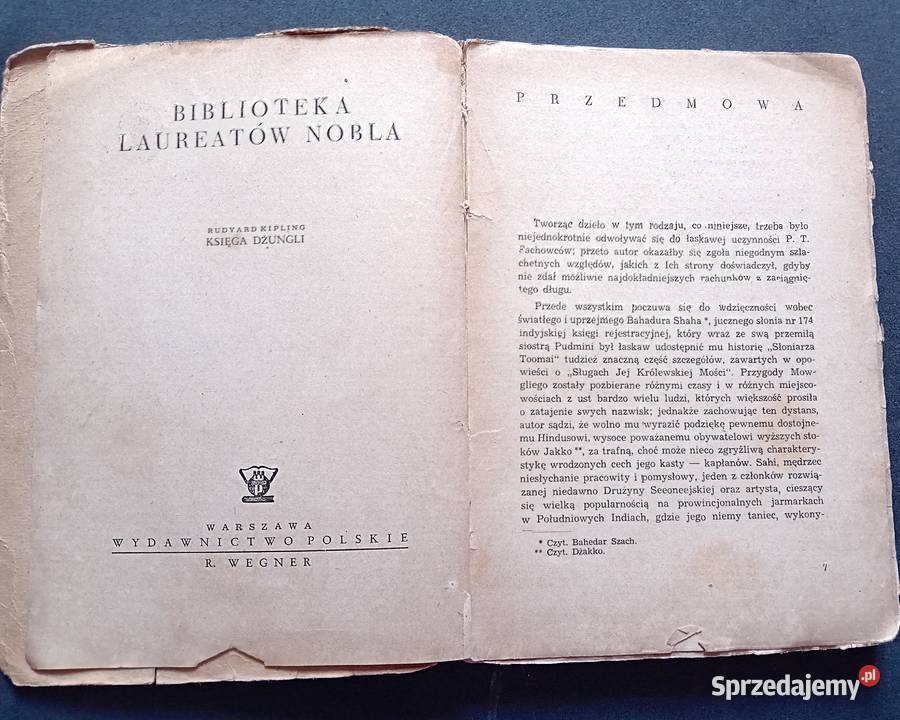 BIBLIOTEKA
LAUREATÓW NOBLA
RUDYARD KIPLING
KSIĘGA DŻUNGLI
WARSZAWA
WYDAWNICTWO POLSKIE
R. WEGNER
PRZEDMOWA
Tworząc dzieło w tym rodzaju, co niniejsze, trzeba było
niejednokrotnie odwoływać się do łaskawej uczynności P. T.
Fachowców; przeto autor okazałby się zgoła niegodnym szla-
chetnych względów, jakich z Ich strony doświadczył, gdyby
nie zdał możliwie najdokładniejszych rachunków z zaciągnię-
tego długu.
Przede wszystkim poczuwa się do wdzięczności wobec
światłego i uprzejmego Bahadura Shaha *, jucznego słonia nr 174
indyjskiej księgi rejestracyjnej, który wraz ze swą przemiłą
siostrą Pudmini był łaskaw udostępnić mu historię „Słoniarza
Toomai" tudzież znaczną część szczegółów, zawartych w opo-
wieści o „Sługach Jej Królewskiej Mości". Przygody Mow-
gliego zostały pozbierane różnymi czasy i w różnych miejsco-
wościach z ust bardzo wielu ludzi, których większość prosiła
o zatajenie swych nazwisk; jednakże zachowując ten dystans,
autor sądzi, że wolno mu wyrazić podziękę pewnemu dostojne-
mu Hindusowi, wysoce poważanemu obywatelowi wyższych sto-
ków Jakko **, za trafną, choć może nieco zgryźliwą charaktery-
stykę wrodzonych cech jego kasty — kapłanów. Sahi, mędrzec
niesłychanie pracowity i pomysłowy, jeden z członków rozwią-
zanej niedawno Drużyny Seeoneejskiej oraz artysta, cieszący
się wielką popularnością na prowincjonalnych jarmarkach
w Południowych Indiach, gdzie jego niemy taniec, wykony-
* Czyt. Bahedar Szach.
** Czyt. Dżakko.
7
Sprzedajemy.pl